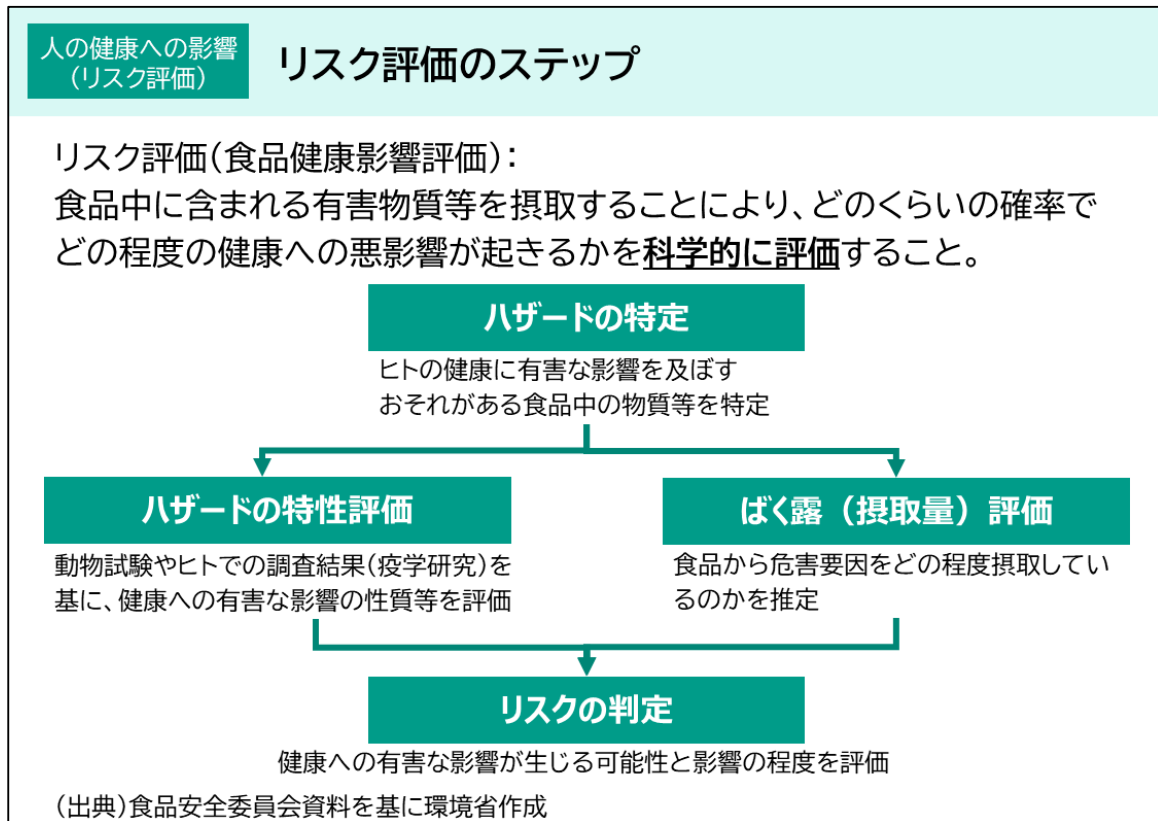 人の健康への影響
（リスク評価）
リスク評価のステップ
リスク評価（食品健康影響評価）：
食品中に含まれる有害物質等を摂取することにより、どのくらいの確率で
どの程度の健康への悪影響が起きるかを科学的に評価すること。
ハザードの特定
ヒトの健康に有害な影響を及ぼす
おそれがある食品中の物質等を特定
ハザードの特性評価
動物試験やヒトでの調査結果（疫学研究）を
基に、健康への有害な影響の性質等を評価
ばく露（摂取量）評価
食品から危害要因をどの程度摂取してい
るのかを推定
リスクの判定
健康への有害な影響が生じる可能性と影響の程度を評価
（出典）食品安全委員会資料を基に環境省作成